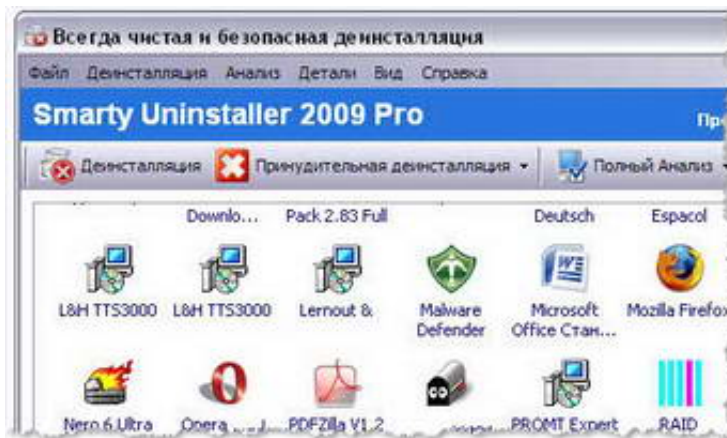 Всегда чистая и безопасная деинсталляция
Файл Деинсталляция Анализ Детали Вид Справка
Smarty Uninstaller 2009 Pro
Деинсталляция Принудительная деинсталляция Полный Анализ
Downlo... Pack 2.83 Full Deutsch Espacol
L&H TTS3000 L&H TTS3000 Lernout & Malware Microsoft Mozilla Firefox
Defender Office Стан...
Nero 6 Ultra Opera PDFZilla V1.2 PROMT Expert RAID